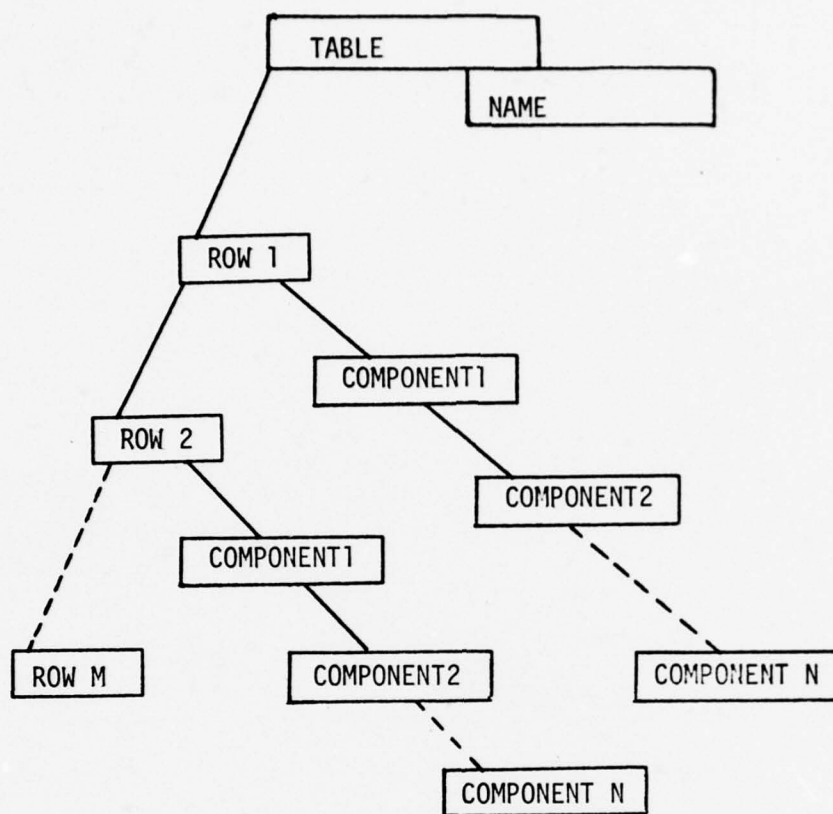 TABLE
NAME
ROW 1
COMPONENT1
ROW 2
COMPONENT2
COMPONENT1
ROW M
COMPONENT2
COMPONENT N
COMPONENT N